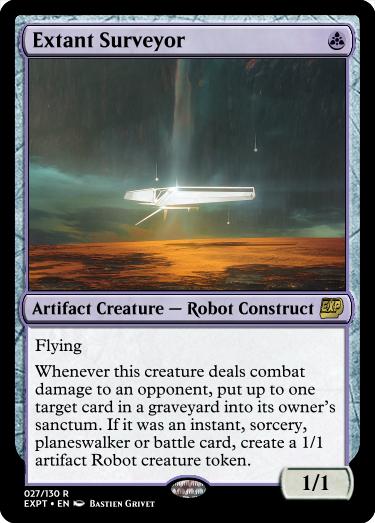 Extant Surveyor
Artifact Creature — Robot Construct
EXP
Flying
Whenever this creature deals combat
damage to an opponent, put up to one
target card in a graveyard into its owner's
sanctum. If it was an instant, sorcery,
planeswalker or battle card, create a 1/1
artifact Robot creature token.
1/1
027/130 R
EXPT • EN Bastien Grivet